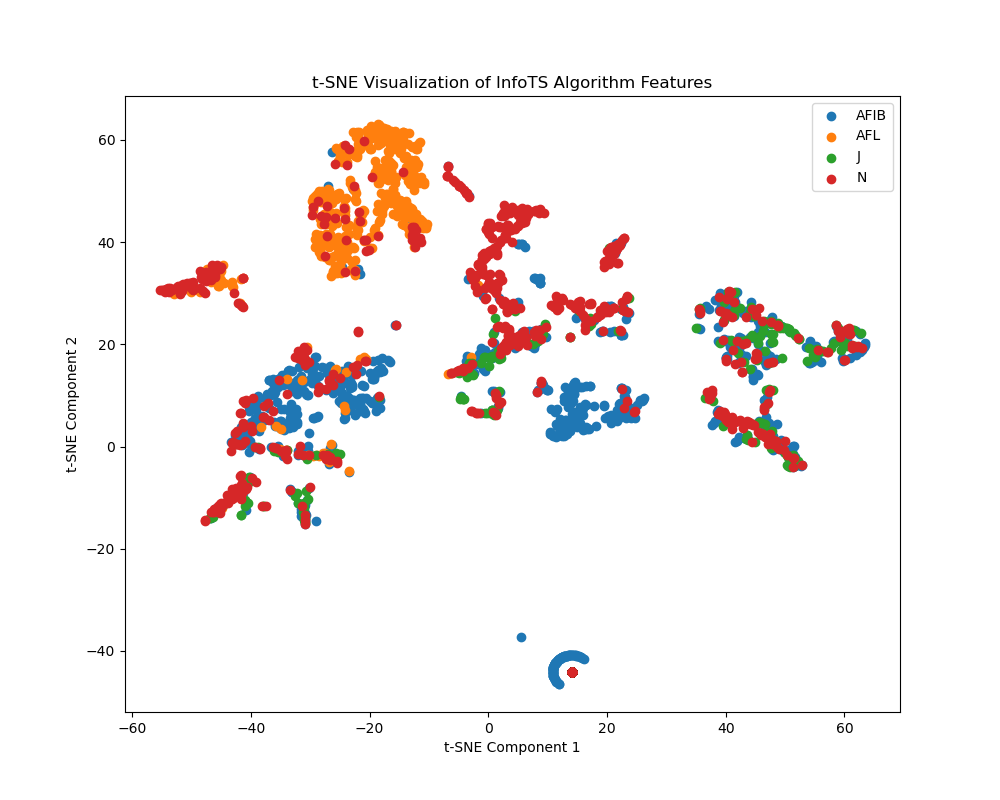 t-SNE Visualization of InfoTS Algorithm Features
AFIB
AFL
J
N
60
40
20
0
−20
−40
t-SNE Component 2
−60
−40
−20
0
20
40
60
t-SNE Component 1